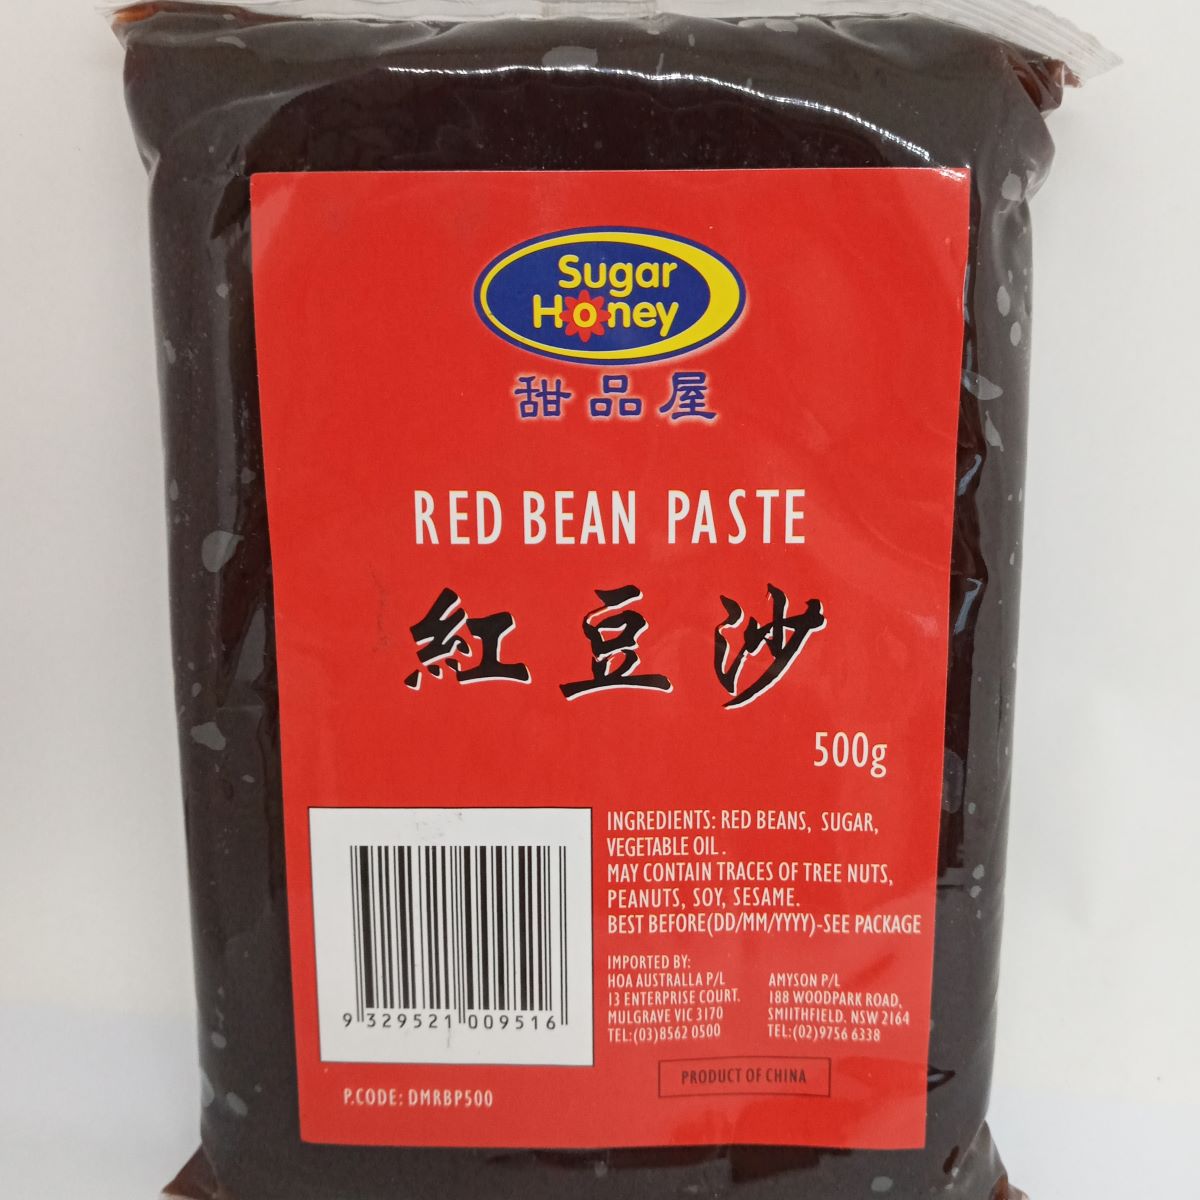 Sugar
Honey
甜品屋
RED BEAN PASTE
紅豆沙
500g
INGREDIENTS: RED BEANS, SUGAR,
VEGETABLE OIL.
MAY CONTAIN TRACES OF TREE NUTS,
PEANUTS, SOY, SESAME.
BEST BEFORE(DD/MM/YYYY)-SEE PACKAGE
IMPORTED BY:
HOA AUSTRALLA P/L
13 ENTERPRISE COURT.
MULGRAVE VIC 3170
TEL:(03)8562 0500
AMYSON P/L
188 WOODPARK ROAD,
SMIITHFIELD. NSW 2164
TEL:(02)9756 6338
PRODUCT OF CHINA
9 329521 009516
P.CODE: DMRBP500